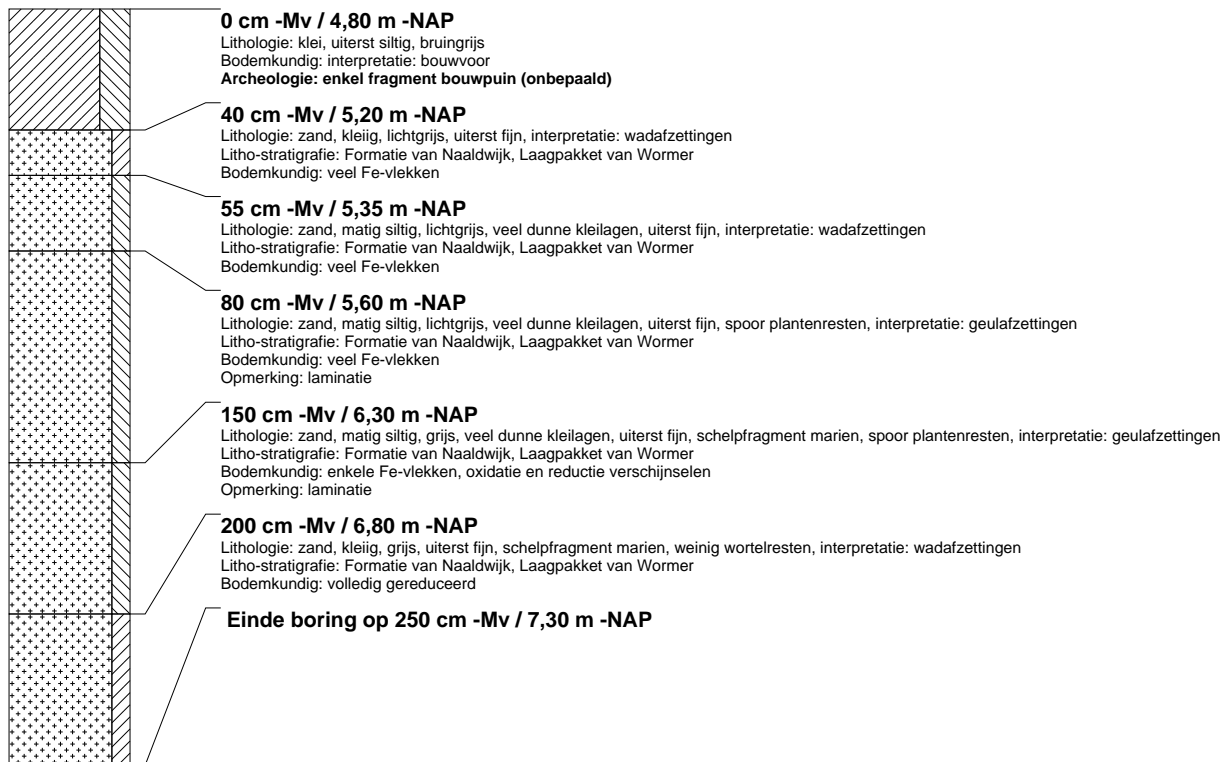 0 cm -Mv / 4,80 m -NAP
Lithologie: klei, uiterst siltig, bruingrijs
Bodemkundig: interpretatie: bouwvoor
Archeologie: enkel fragment bouwpuin (onbepaald)
40 cm -Mv / 5,20 m -NAP
Lithologie: zand, kleiig, lichtgrijs, uiterst fijn, interpretatie: wadafzettingen
Litho-stratigrafie: Formatie van Naaldwijk, Laagpakket van Wormer
Bodemkundig: veel Fe-vlekken
55 cm -Mv / 5,35 m -NAP
Lithologie: zand, matig siltig, lichtgrijs, veel dunne kleilagen, uiterst fijn, interpretatie: wadafzettingen
Litho-stratigrafie: Formatie van Naaldwijk, Laagpakket van Wormer
Bodemkundig: veel Fe-vlekken
80 cm -Mv / 5,60 m -NAP
Lithologie: zand, matig siltig, lichtgrijs, veel dunne kleilagen, uiterst fijn, spoor plantenresten, interpretatie: geulafzettingen
Litho-stratigrafie: Formatie van Naaldwijk, Laagpakket van Wormer
Bodemkundig: veel Fe-vlekken
Opmerking: laminatie
150 cm -Mv / 6,30 m -NAP
Lithologie: zand, matig siltig, grijs, veel dunne kleilagen, uiterst fijn, schelpfragment marien, spoor plantenresten, interpretatie: geulafzettingen
Litho-stratigrafie: Formatie van Naaldwijk, Laagpakket van Wormer
Bodemkundig: enkele Fe-vlekken, oxidatie en reductie verschijnselen
Opmerking: laminatie
200 cm -Mv / 6,80 m -NAP
Lithologie: zand, kleiig, grijs, uiterst fijn, schelpfragment marien, weinig wortelresten, interpretatie: wadafzettingen
Litho-stratigrafie: Formatie van Naaldwijk, Laagpakket van Wormer
Bodemkundig: volledig gereduceerd
Einde boring op 250 cm -Mv / 7,30 m -NAP